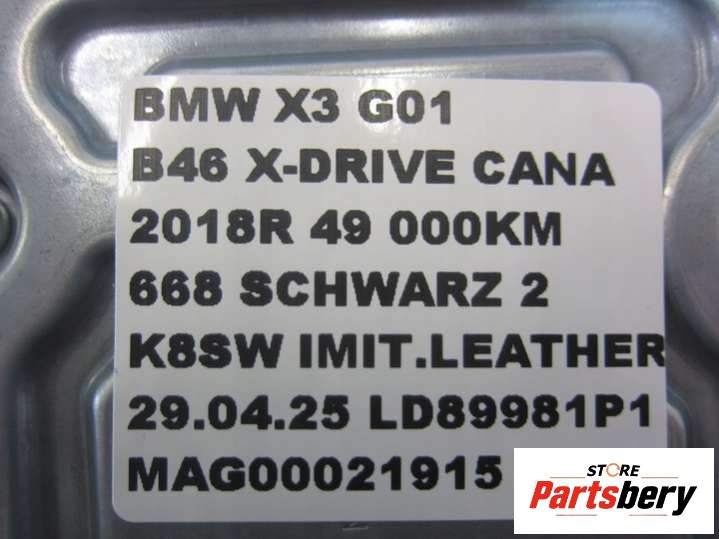 BMW X3 G01
B46 X-DRIVE CANA
2018R 49 000KM
668 SCHWARZ 2
K8SW IMIT.LEATHER
29.04.25 LD89981P1
MAG00021915
STORE
Partsbery